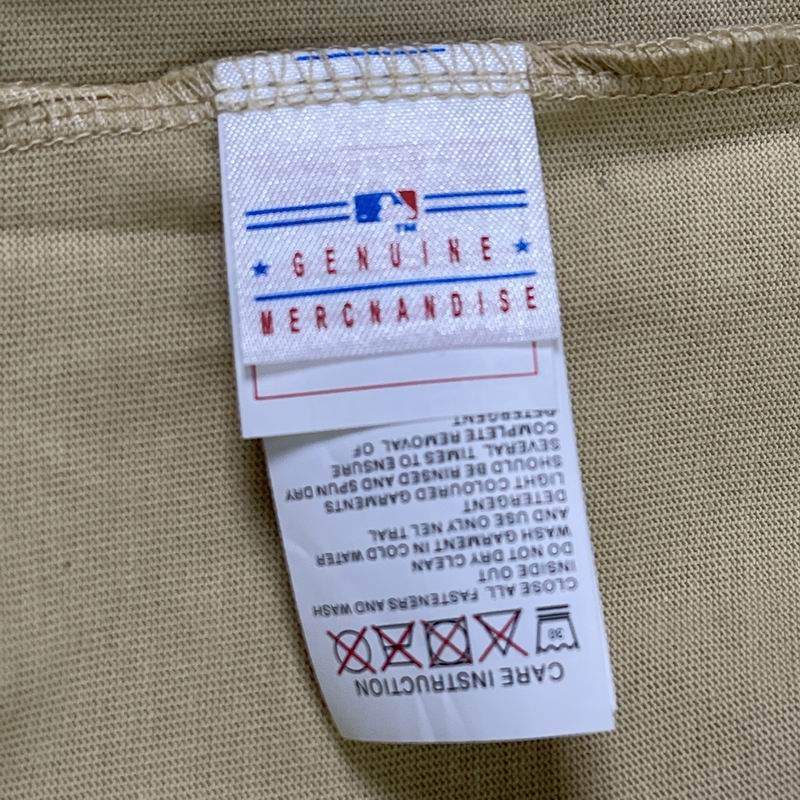 TM
GENUINE
MERCHANDISE
CARE INSTRUCTION
30
CLOSE ALL FASTENERS AND WASH
INSIDE OUT
DO NOT DRY CLEAN
WASH GARMENT IN COLD WATER
AND USE ONLY NEL TRAL
DETERGENT
LIGHT COLOURED GARMENTS
SHOULD BE RINSED AND SPUN DRY
SEVERAL TIMES TO ENSURE
COMPLETE REMOVAL OF
DETERGENT